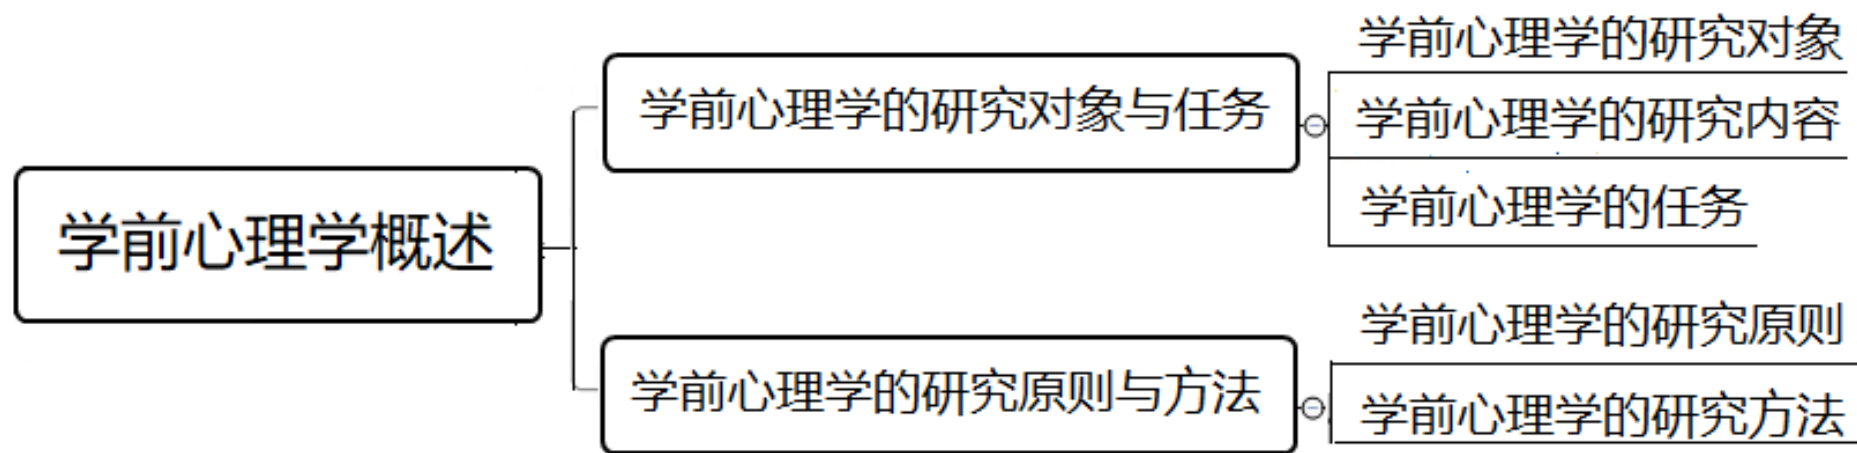 学前心理学概述
学前心理学的研究对象与任务
学前心理学的研究对象
学前心理学的研究内容
学前心理学的任务
学前心理学的研究原则与方法
学前心理学的研究原则
学前心理学的研究方法